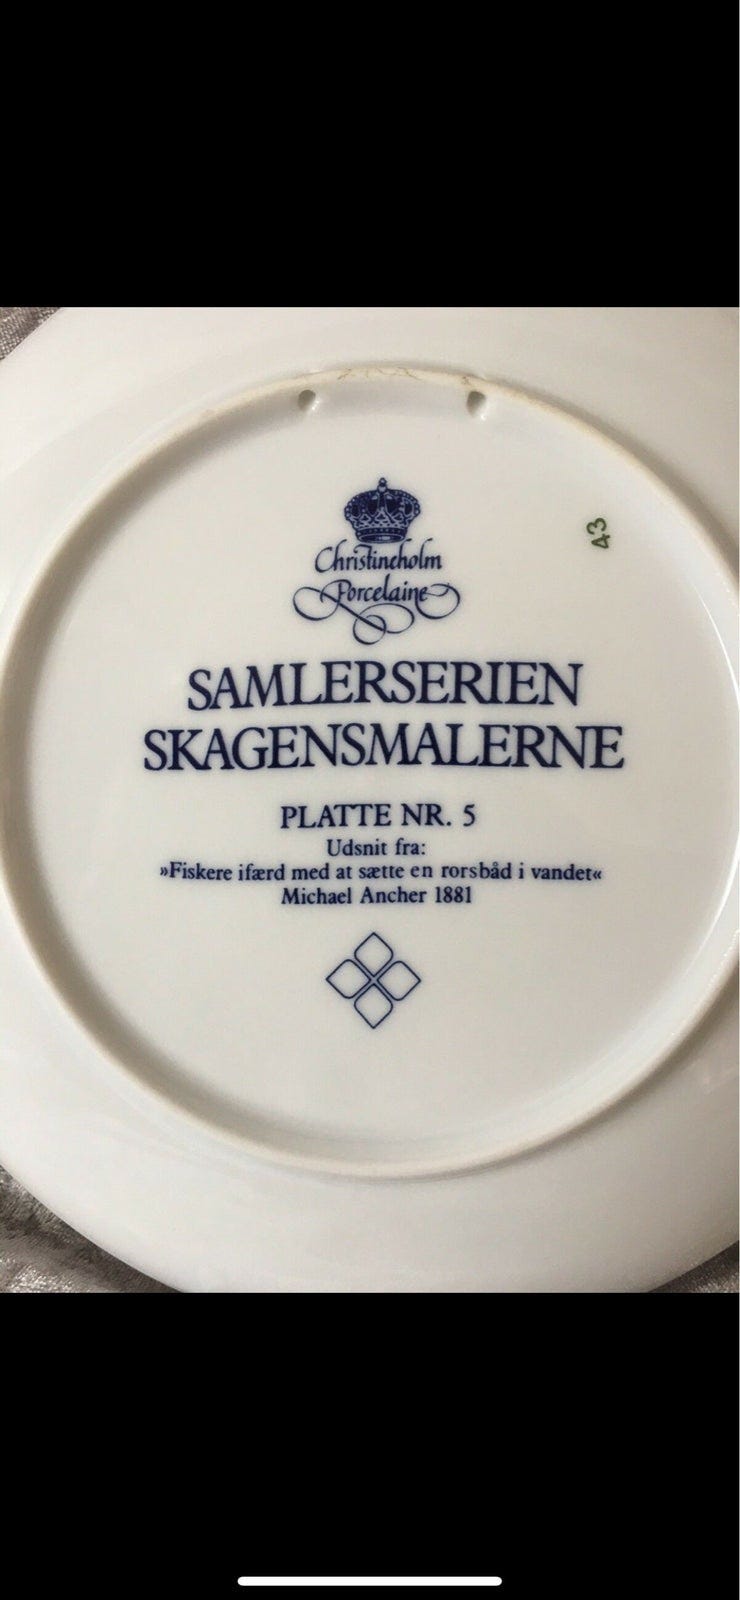 Christineholm
Porcelaine
43
SAMLERSERIEN
SKAGENSMALERNE
PLATTE NR. 5
Udsnit fra:
»Fiskere ifærd med at sætte en rorsbåd i vandet«
Michael Ancher 1881